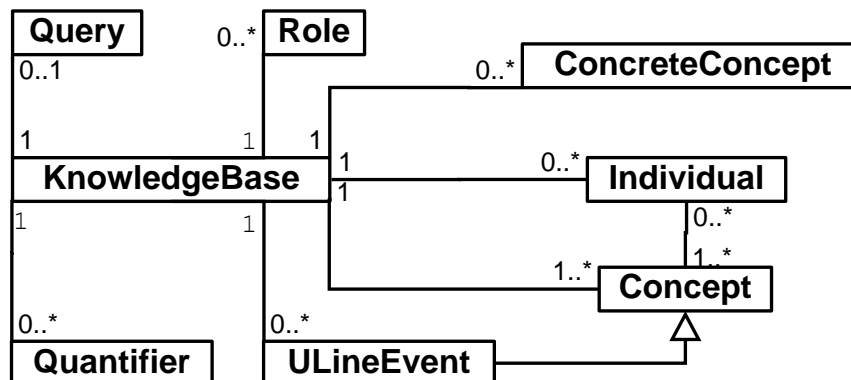 Query
0..*
Role
0..1
0..*
ConcreteConcept
1
1
1
KnowledgeBase
1
0..*
Individual
1
1
1
0..*
1..*
1..*
Concept
0..*
0..*
Quantifier
ULineEvent